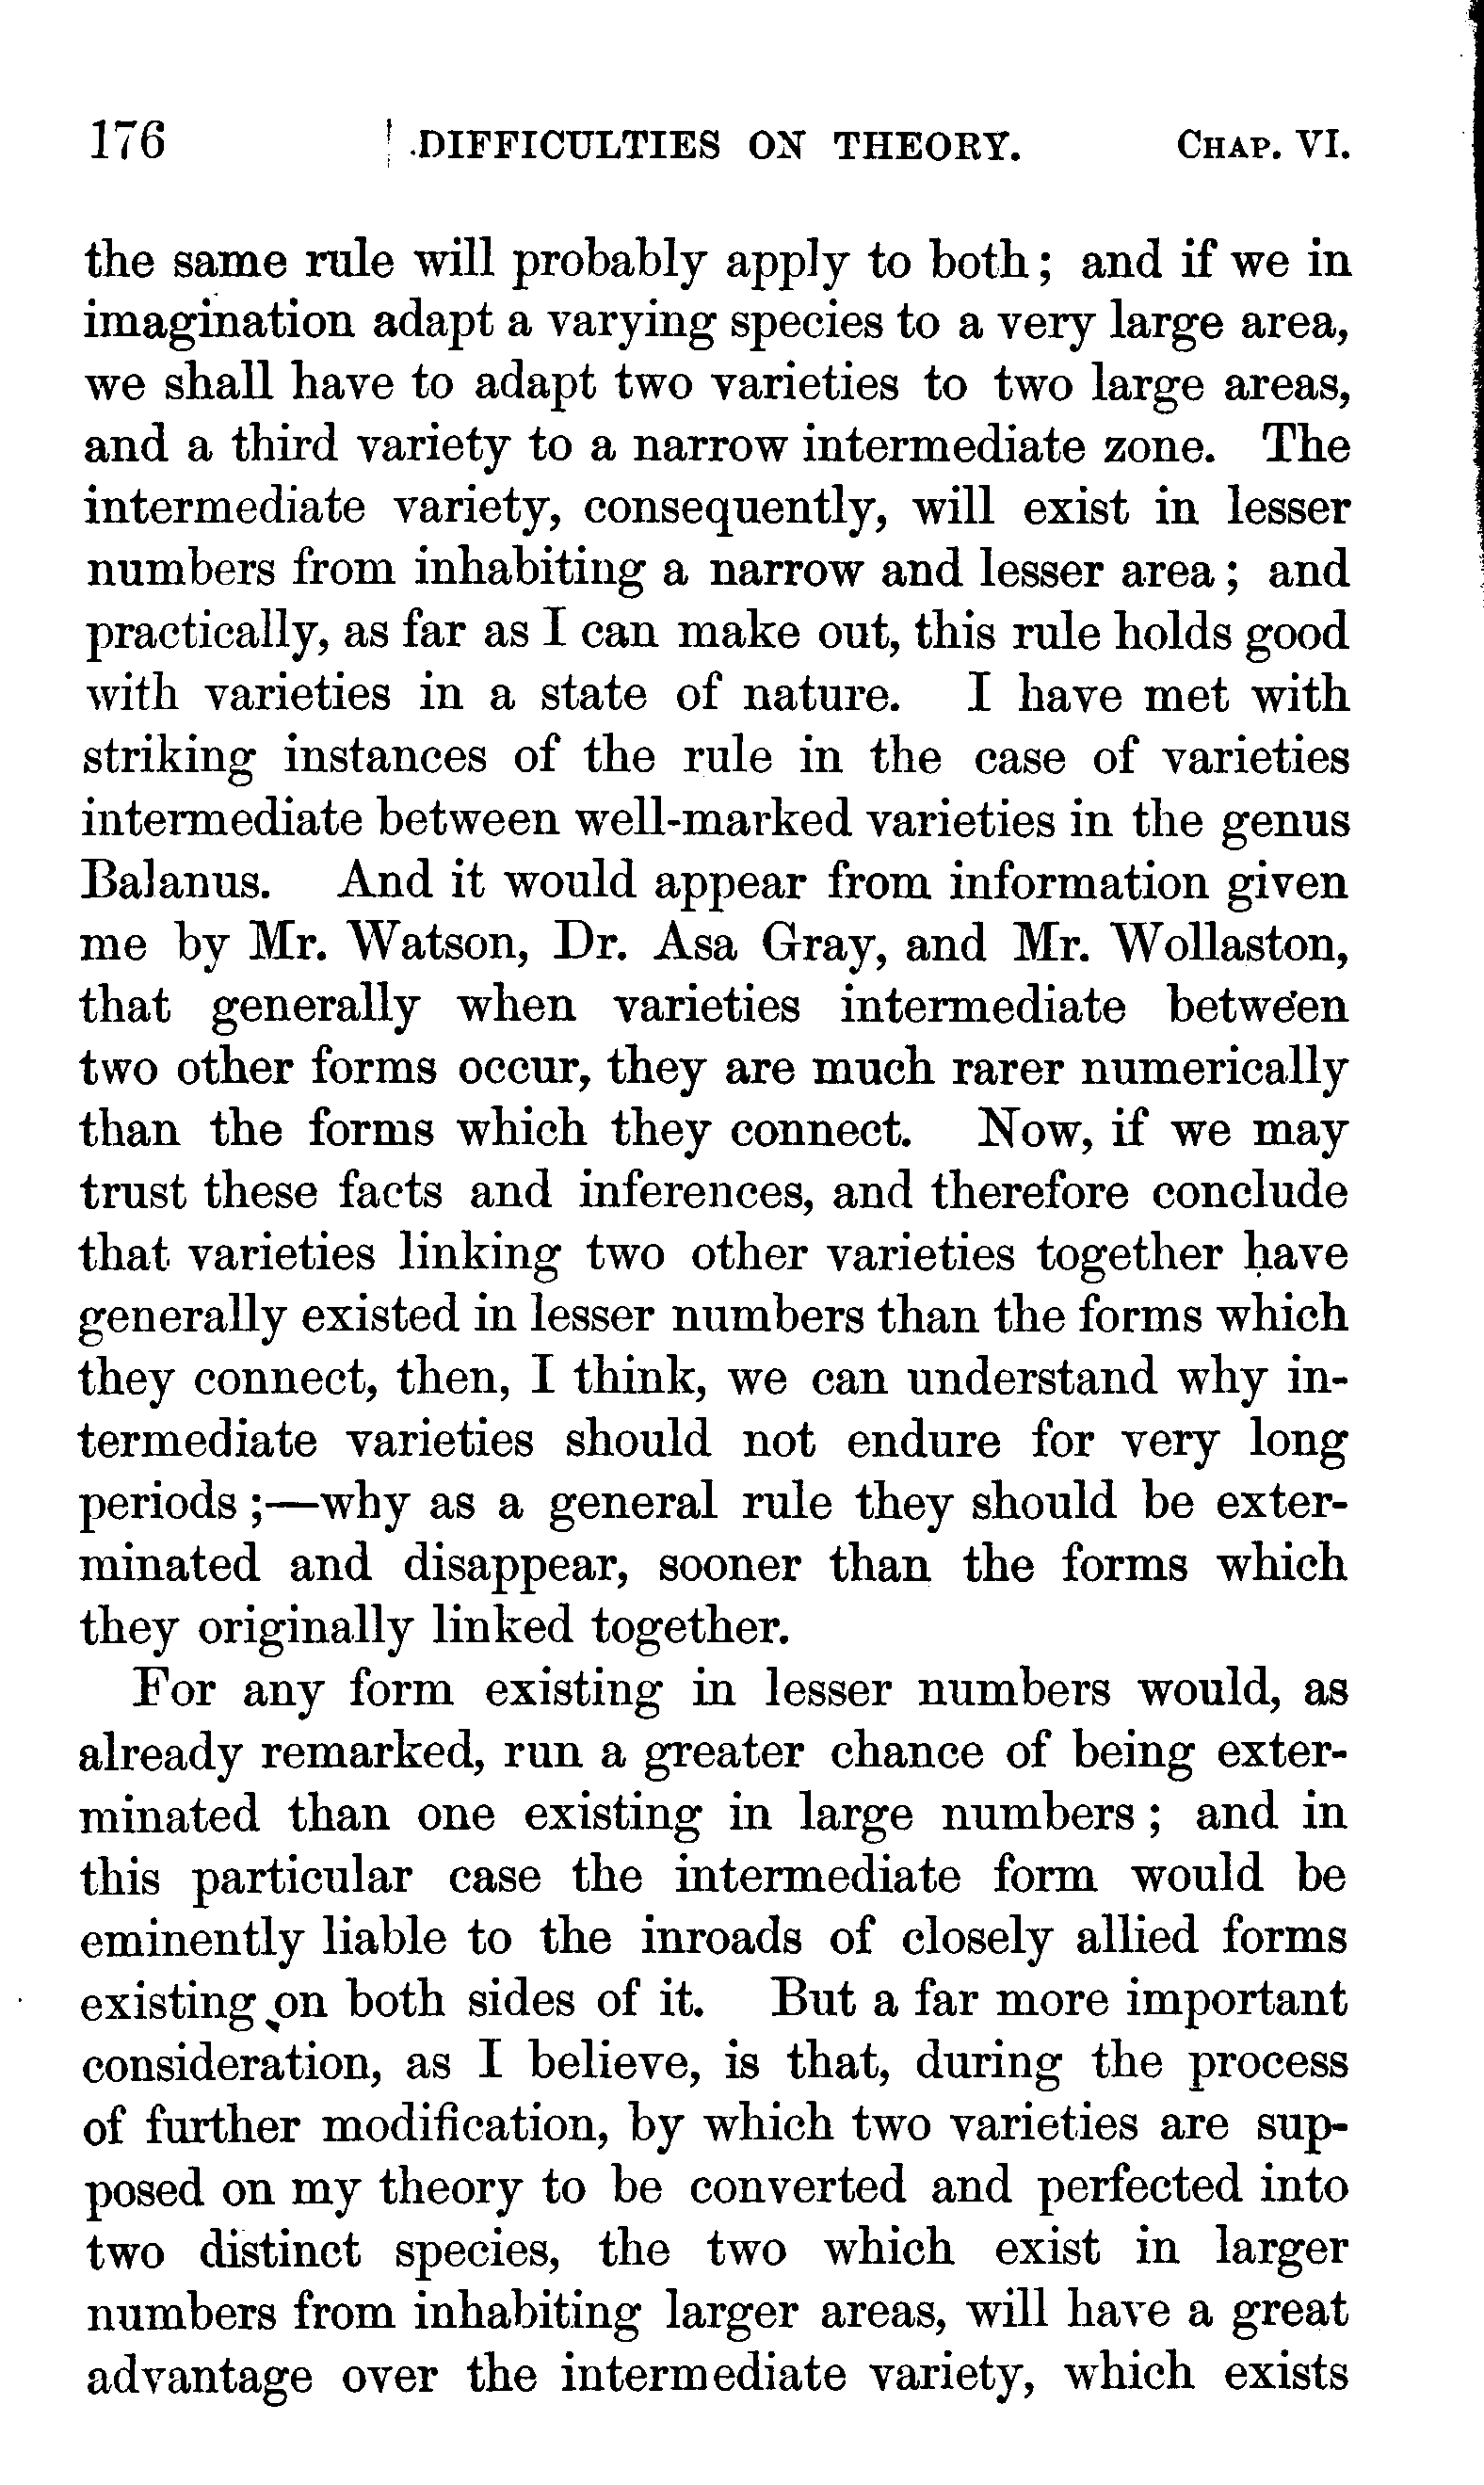 176 DIFFICULTIES ON THEORY. CHAP. VI.
the same rule will probably apply to both; and if we in
imagination adapt a varying species to a very large area,
we shall have to adapt two varieties to two large areas,
and a third variety to a narrow intermediate zone. The
intermediate variety, consequently, will exist in lesser
numbers from inhabiting a narrow and lesser area; and
practically, as far as I can make out, this rule holds good
with varieties in a state of nature. I have met with
striking instances of the rule in the case of varieties
intermediate between well-marked varieties in the genus
Balanus. And it would appear from information given
me by Mr. Watson, Dr. Asa Gray, and Mr. Wollaston,
that generally when varieties intermediate between
two other forms occur, they are much rarer numerically
than the forms which they connect. Now, if we may
trust these facts and inferences, and therefore conclude
that varieties linking two other varieties together have
generally existed in lesser numbers than the forms which
they connect, then, I think, we can understand why in-
termediate varieties should not endure for very long
periods;—why as a general rule they should be exter-
minated and disappear, sooner than the forms which
they originally linked together.
For any form existing in lesser numbers would, as
already remarked, run a greater chance of being exter-
minated than one existing in large numbers; and in
this particular case the intermediate form would be
eminently liable to the inroads of closely allied forms
existing on both sides of it. But a far more important
consideration, as I believe, is that, during the process
of further modification, by which two varieties are sup-
posed on my theory to be converted and perfected into
two distinct species, the two which exist in larger
numbers from inhabiting larger areas, will have a great
advantage over the intermediate variety, which exists